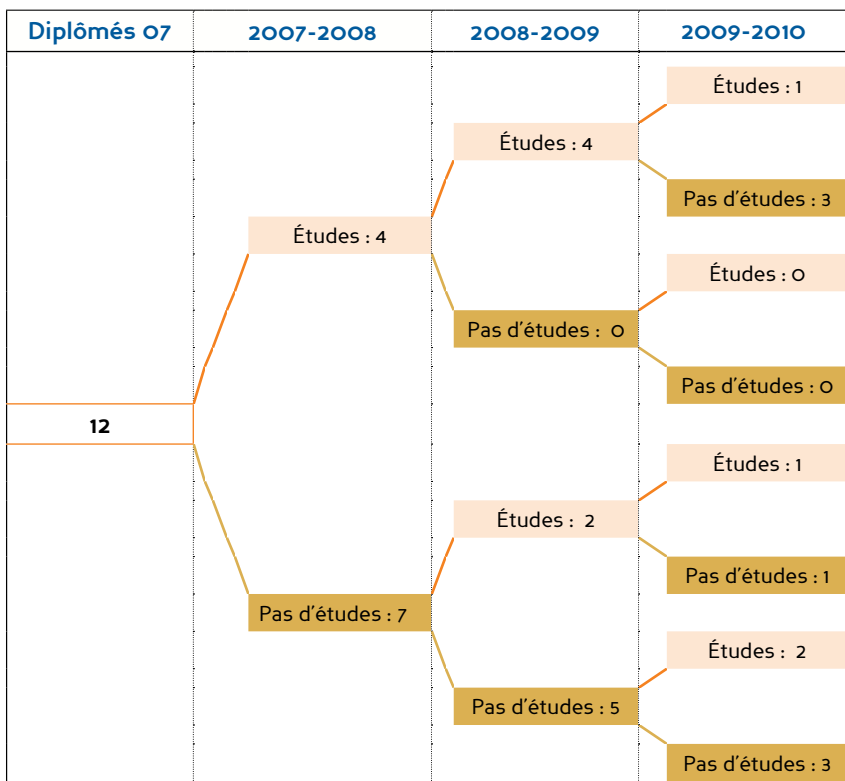 Diplômés 07 2007-2008 2008-2009 2009-2010
Études : 1
Études : 4
Pas d'études : 3
Études : 4
Études : 0
Pas d'études : 0
Pas d'études : 0
12
Études : 1
Études : 2
Pas d'études : 1
Pas d'études : 7
Études : 2
Pas d'études : 5
Pas d'études : 3